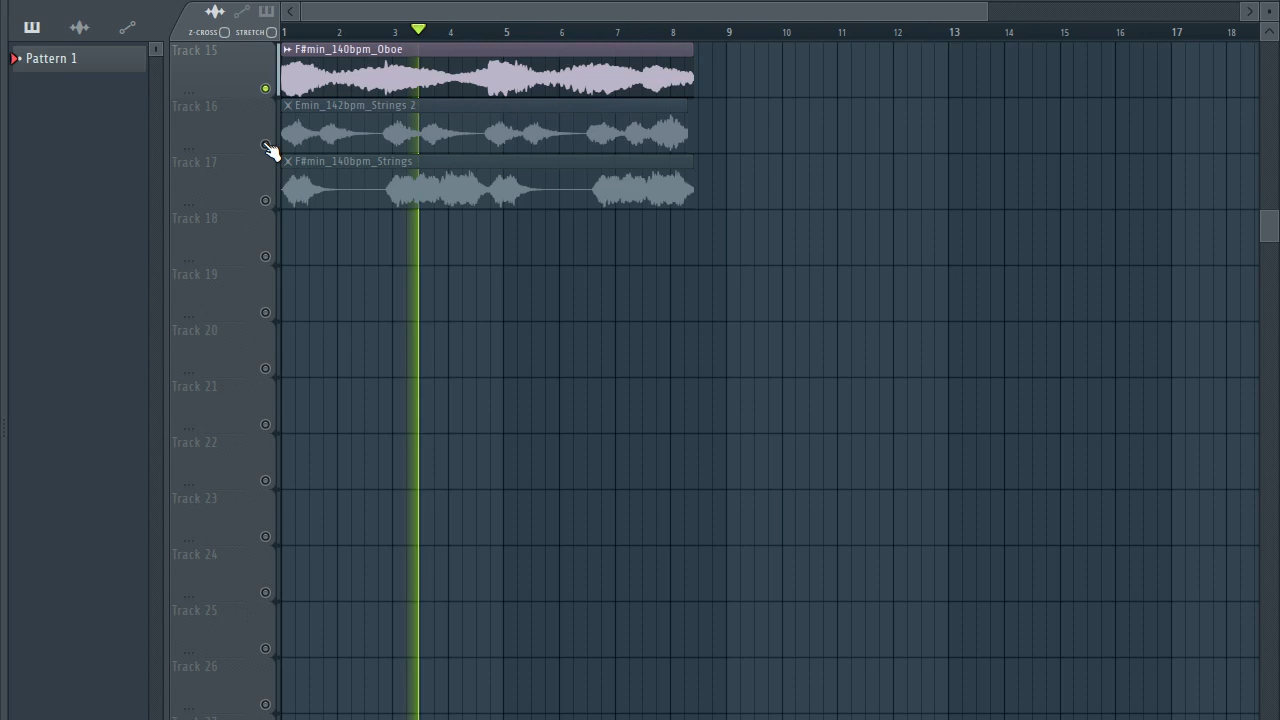 Z-CROSS STRETCH
1 2 3 4 5 6 7 8 9 10 11 12 13 14 15 16 17 18
Pattern 1
Track 15
F#min_140bpm_Oboe
...
Track 16
Emin_142bpm_Strings 2
...
Track 17
F#min_140bpm_Strings
...
Track 18
...
Track 19
...
Track 20
...
Track 21
...
Track 22
...
Track 23
...
Track 24
...
Track 25
...
Track 26
...